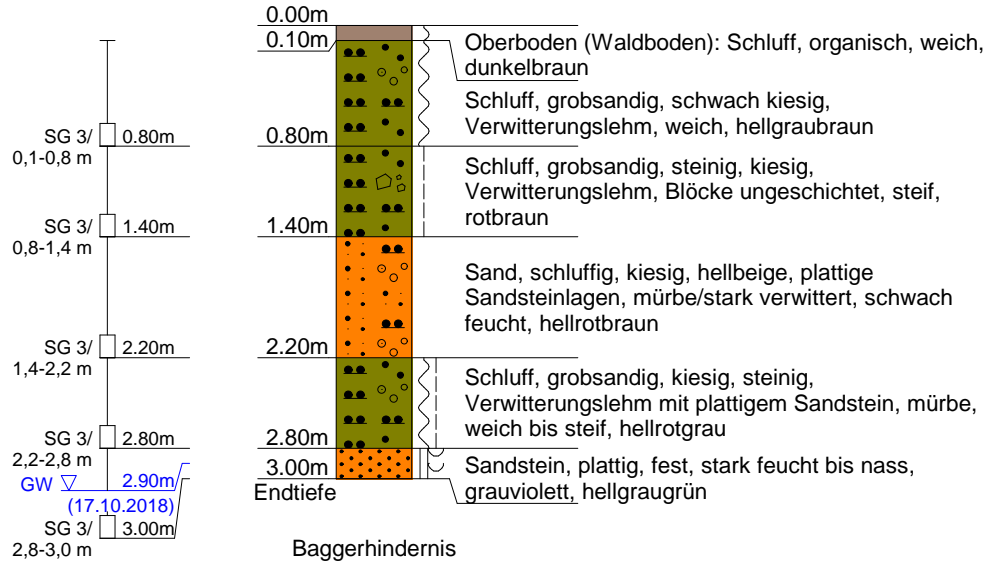 0.00m
0.10m
Oberboden (Waldboden): Schluff, organisch, weich,
dunkelbraun
Schluff, grobsandig, schwach kiesig,
Verwitterungslehm, weich, hellgraubraun
SG 3/ 0.80m
0,1-0,8 m
0.80m
Schluff, grobsandig, steinig, kiesig,
Verwitterungslehm, Blöcke ungeschichtet, steif,
rotbraun
SG 3/ 1.40m
0,8-1,4 m
1.40m
Sand, schluffig, kiesig, hellbeige, plattige
Sandsteinlagen, mürbe/stark verwittert, schwach
feucht, hellrotbraun
SG 3/ 2.20m
1,4-2,2 m
2.20m
Schluff, grobsandig, kiesig, steinig,
Verwitterungslehm mit plattigem Sandstein, mürbe,
weich bis steif, hellrotgrau
SG 3/ 2.80m
2,2-2,8 m
2.80m
Sandstein, plattig, fest, stark feucht bis nass,
grauviolett, hellgraugrün
3.00m
Endtiefe
GW 2.90m
(17.10.2018)
SG 3/ 3.00m
2,8-3,0 m
Baggerhindernis